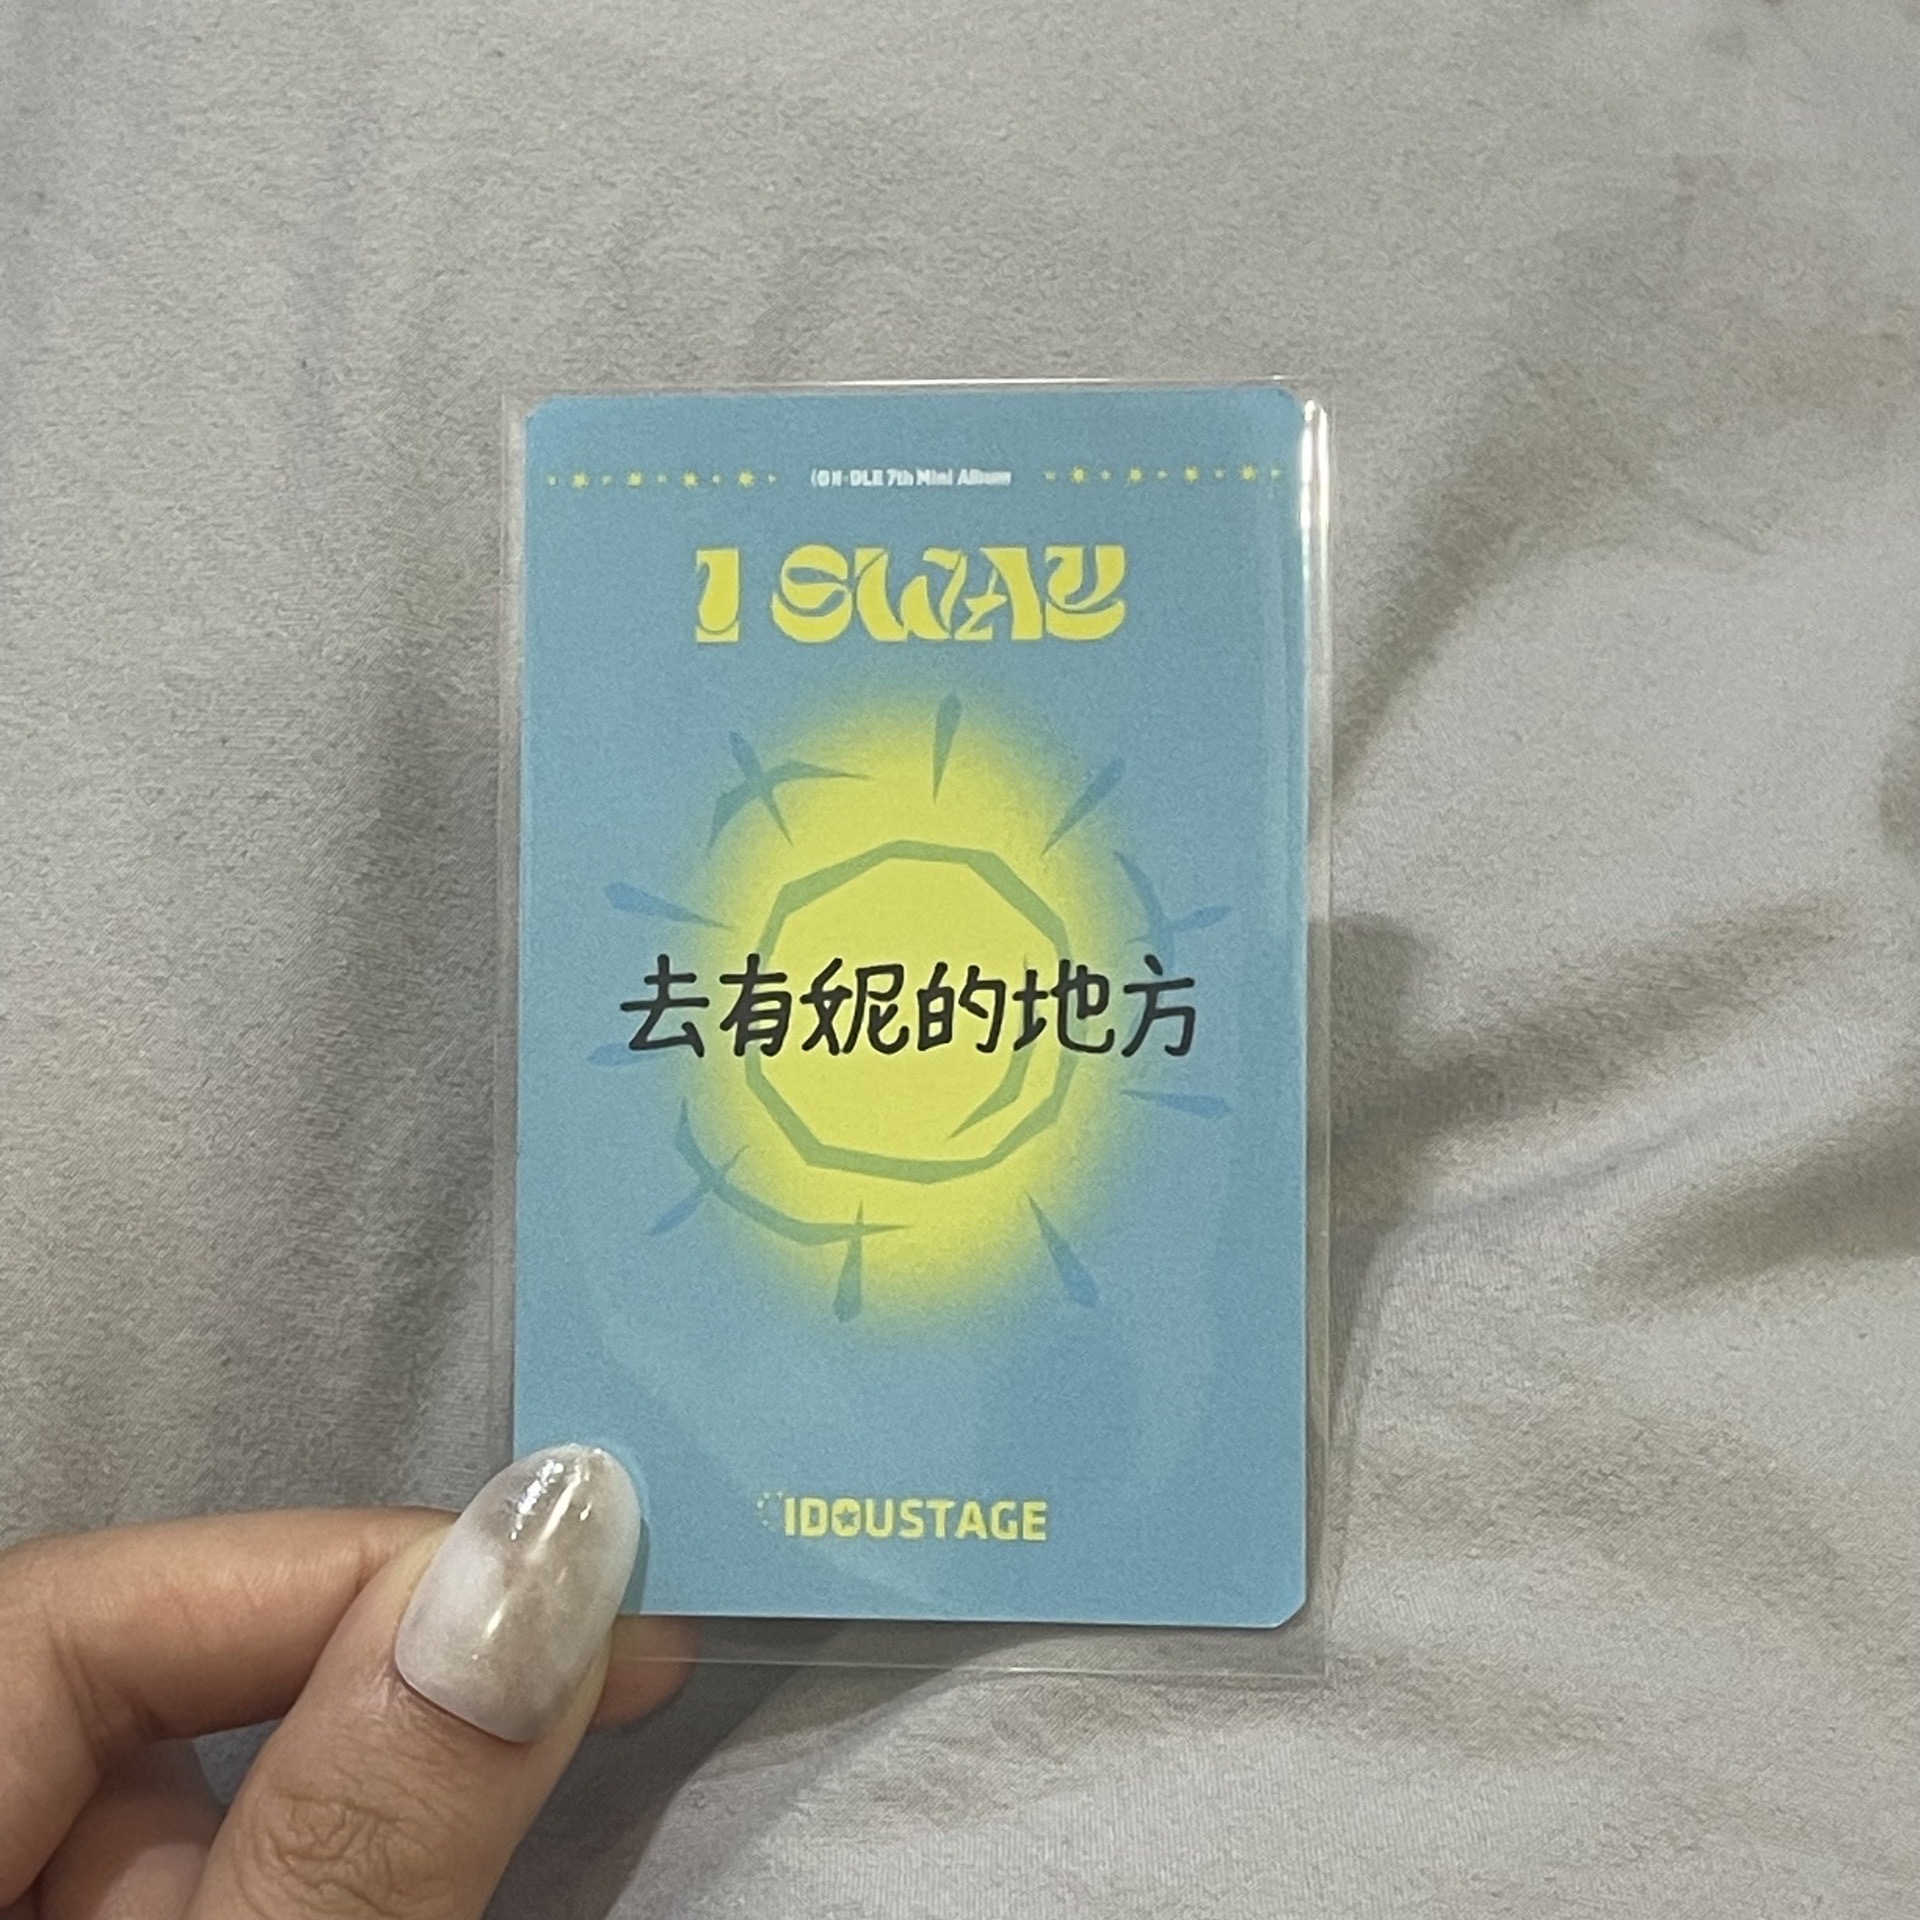 (G)I-DLE 7th Mini Album
I SWAY
去有妮的地方
IDOUSTAGE